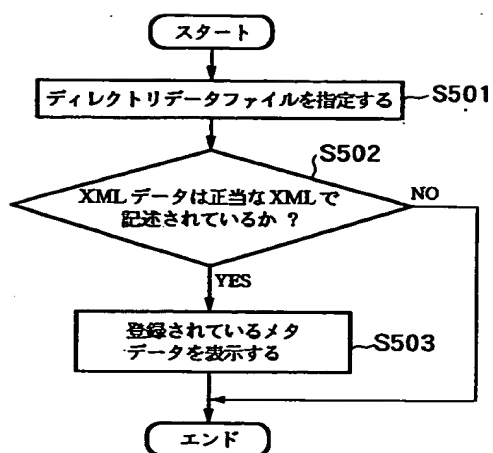 スタート
ディレクトリデータファイルを指定する
S501
S502
XMLデータは正当なXMLで
記述されているか ?
NO
YES
登録されているメタ
データを表示する
S503
エンド